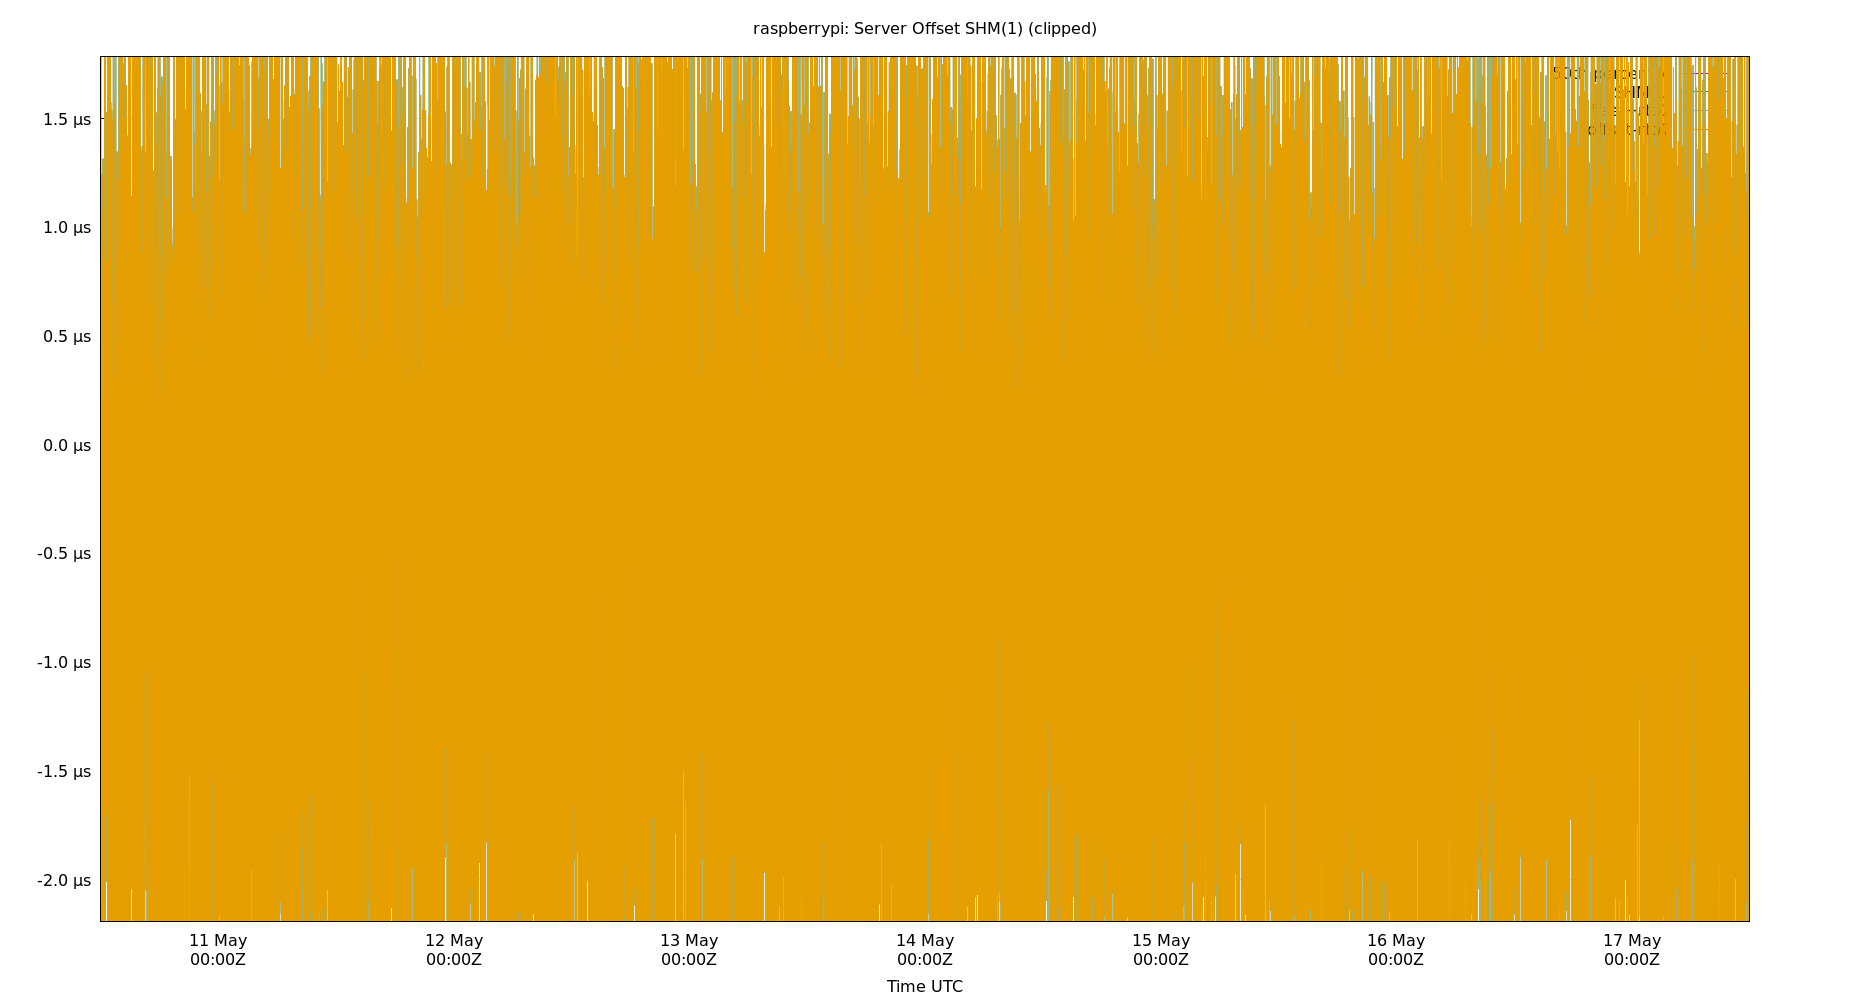 raspberrypi: Server Offset SHM(1) (clipped)
1.5 µs
1.0 µs
0.5 µs
0.0 µs
-0.5 µs
-1.0 µs
-1.5 µs
-2.0 µs
11 May
00:00Z
12 May
00:00Z
13 May
00:00Z
14 May
00:00Z
15 May
00:00Z
16 May
00:00Z
17 May
00:00Z
Time UTC